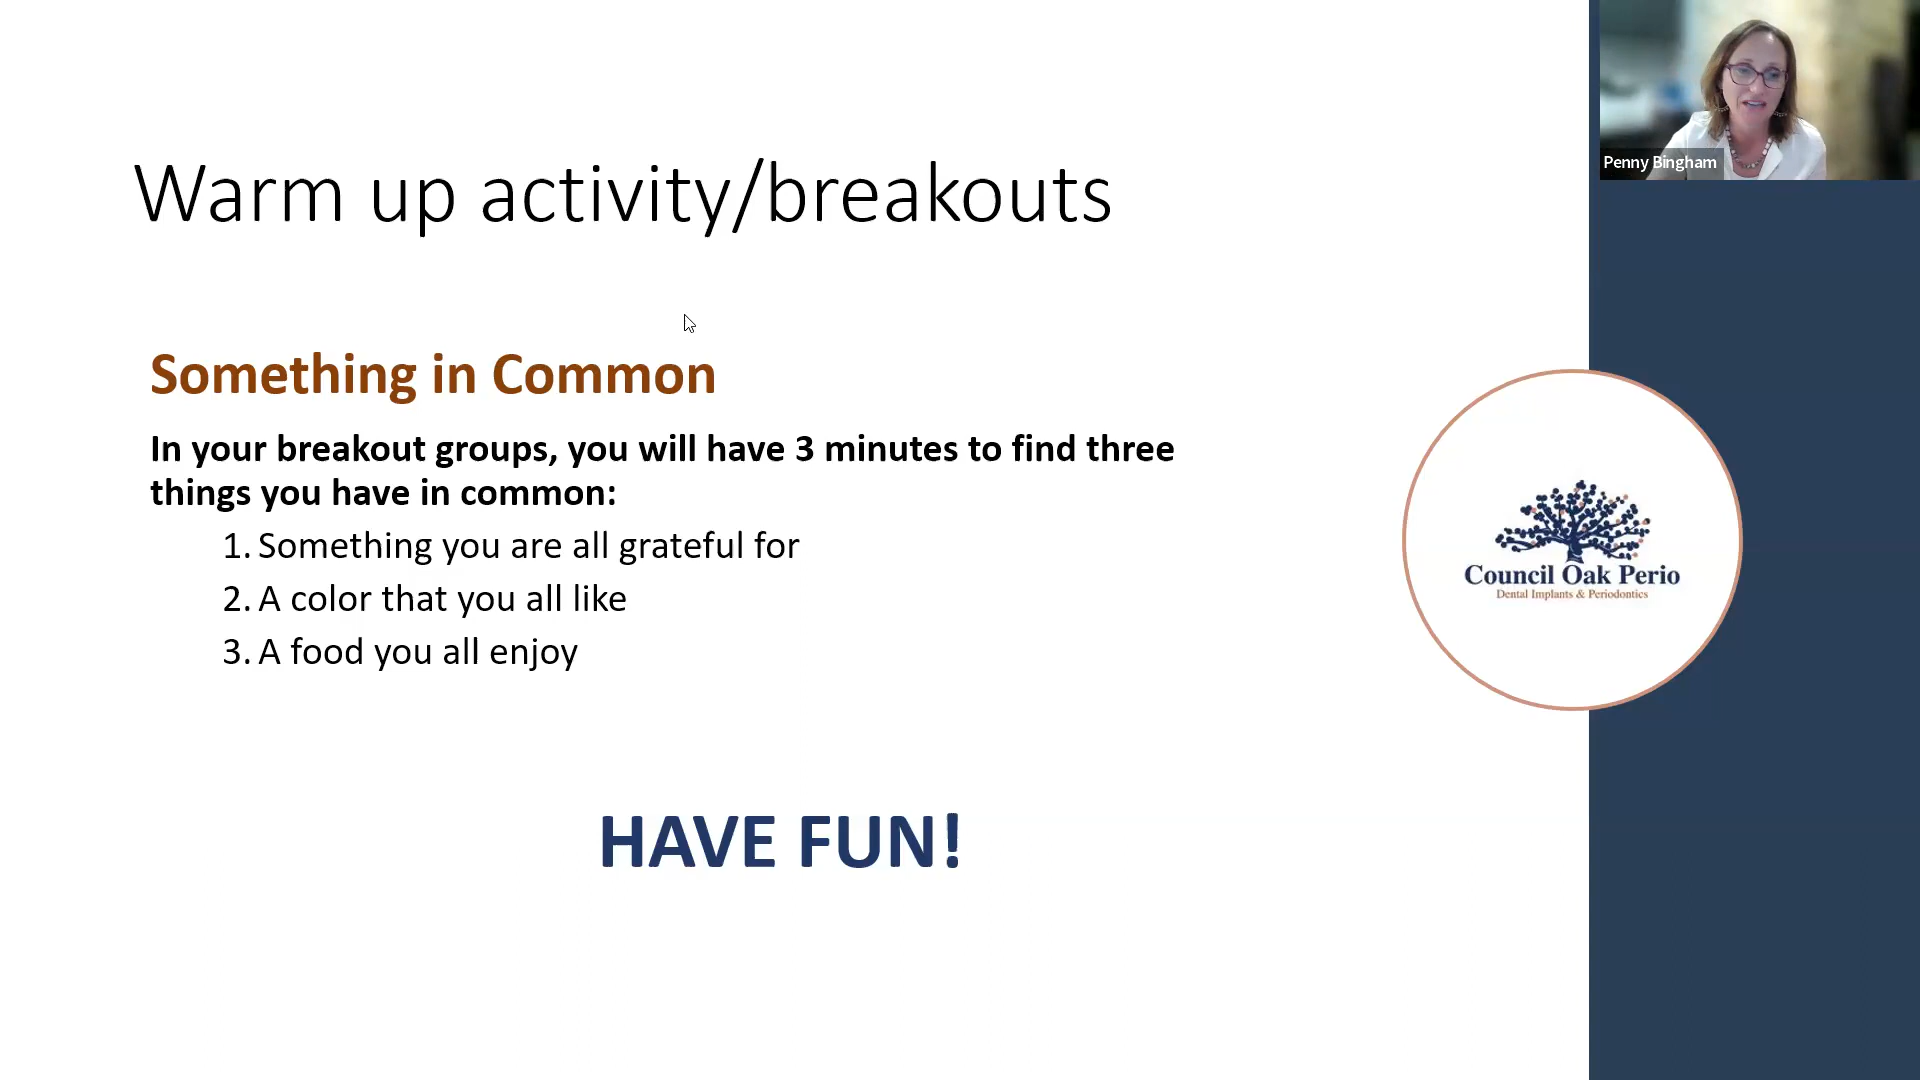 Warm up activity/breakouts
Penny Bingham
Something in Common
In your breakout groups, you will have 3 minutes to find three
things you have in common:
1. Something you are all grateful for
2. A color that you all like
3. A food you all enjoy
Council Oak Perio
Dental Implants & Periodontics
HAVE FUN!